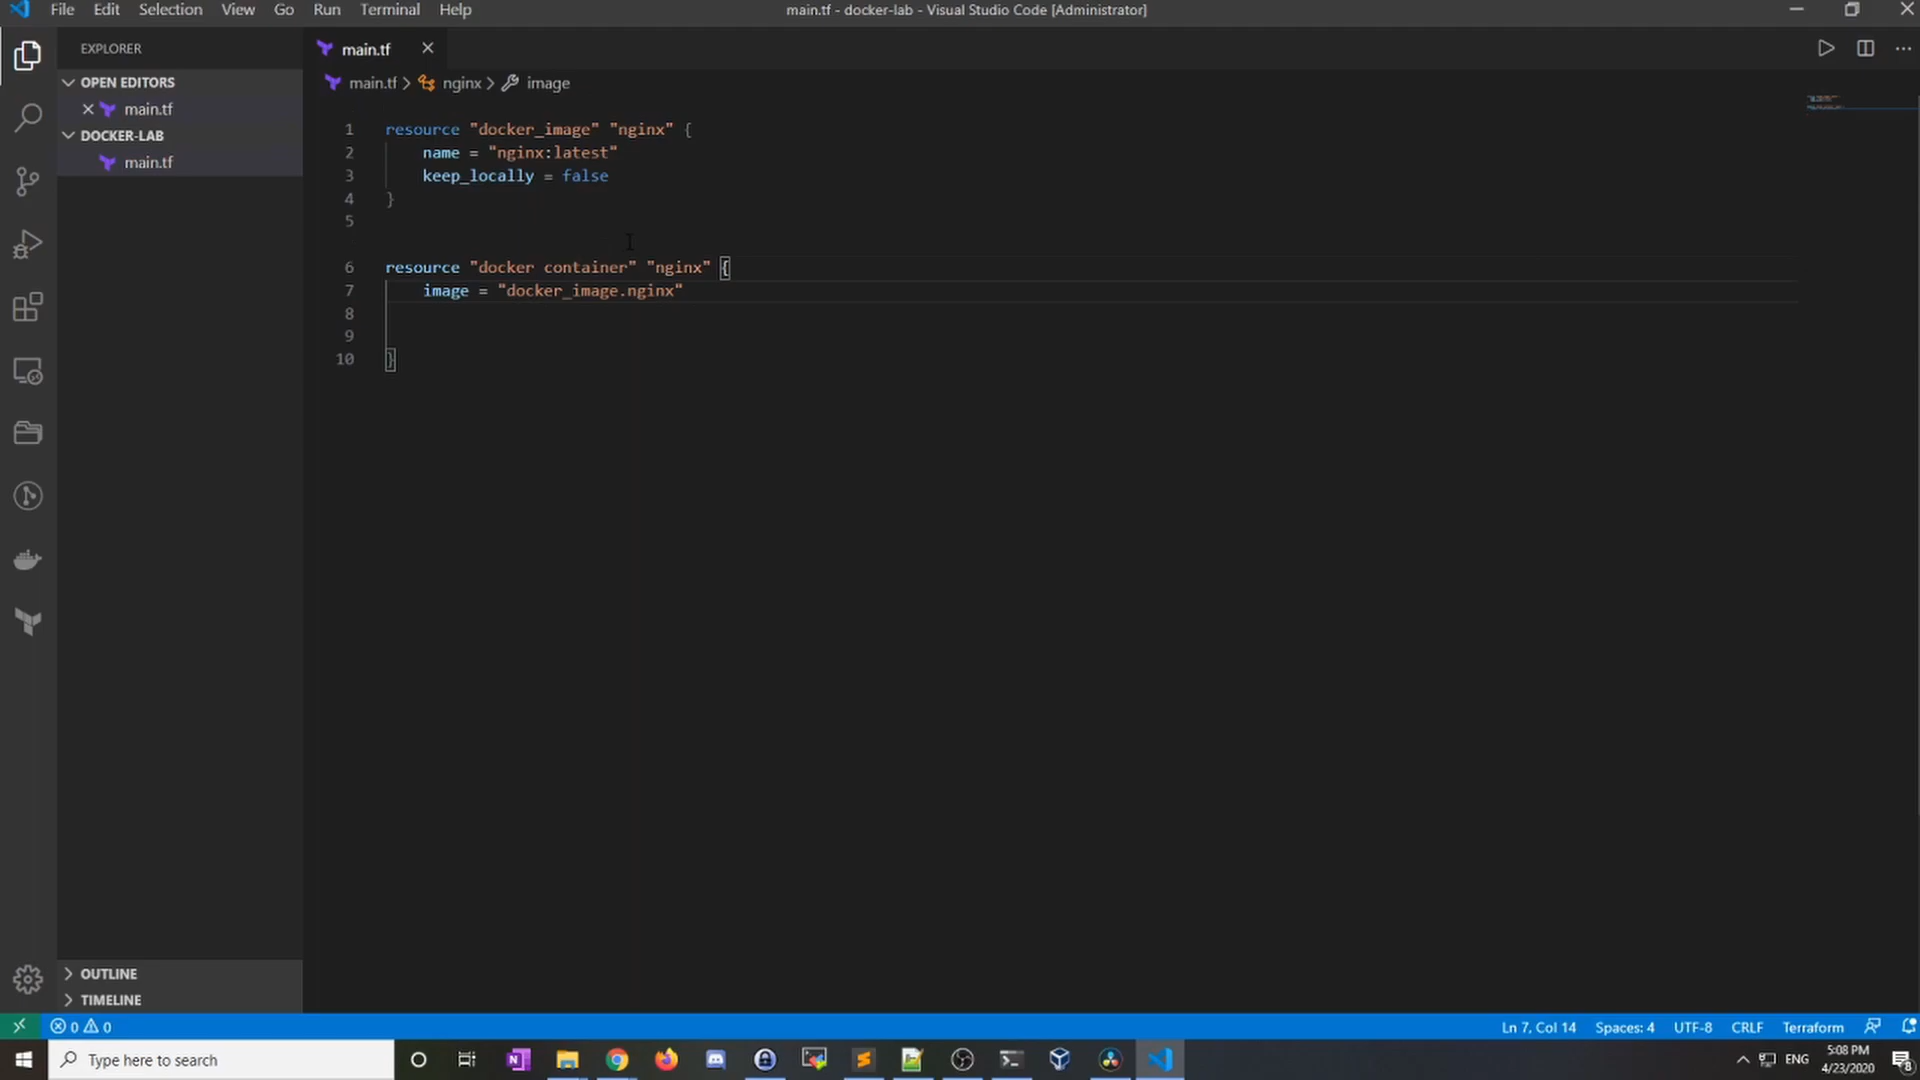 File Edit Selection View Go Run Terminal Help
main.tf - docker-lab - Visual Studio Code [Administrator]
EXPLORER
OPEN EDITORS
main.tf
DOCKER-LAB
main.tf
OUTLINE
TIMELINE
main.tf
main.tf > nginx > image
1 resource "docker_image" "nginx" {
2 name = "nginx:latest"
3 keep_locally = false
4 }
5
6 resource "docker container" "nginx" {
7 image = "docker_image.nginx"
8
9
10 }
0 0
Ln 7, Col 14 Spaces: 4 UTF-8 CRLF Terraform
Type here to search
ENG
5:08 PM
4/23/2020
8